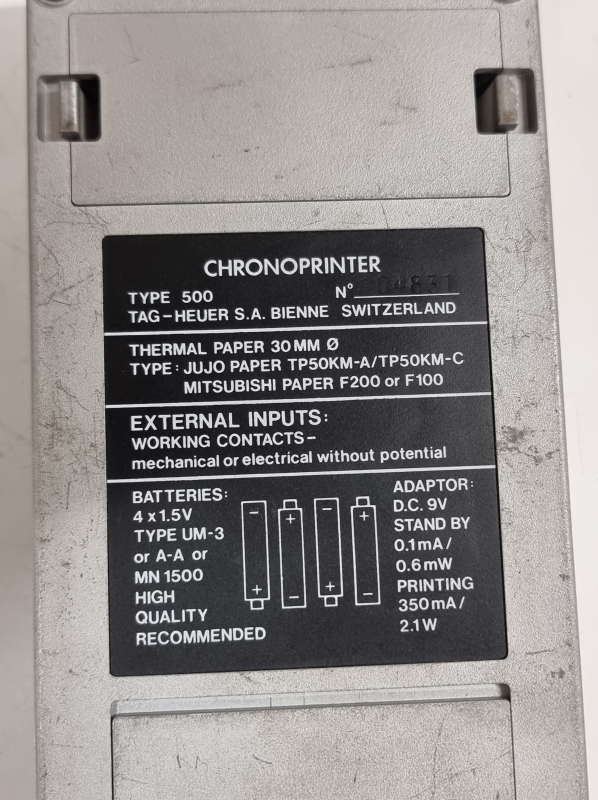 CHRONOPRINTER
TYPE 500 N° 04831
TAG-HEUER S.A. BIENNE SWITZERLAND
THERMAL PAPER 30 MM Ø
TYPE: JUJO PAPER TP50KM-A/TP50KM-C
MITSUBISHI PAPER F200 or F100
EXTERNAL INPUTS:
WORKING CONTACTS-
mechanical or electrical without potential
BATTERIES:
4 x 1.5V
TYPE UM-3
or A-A or
MN 1500
HIGH
QUALITY
RECOMMENDED
- + - +
+ - + -
ADAPTOR:
D.C. 9V
STAND BY
0.1mA/
0.6mW
PRINTING
350mA/
2.1W